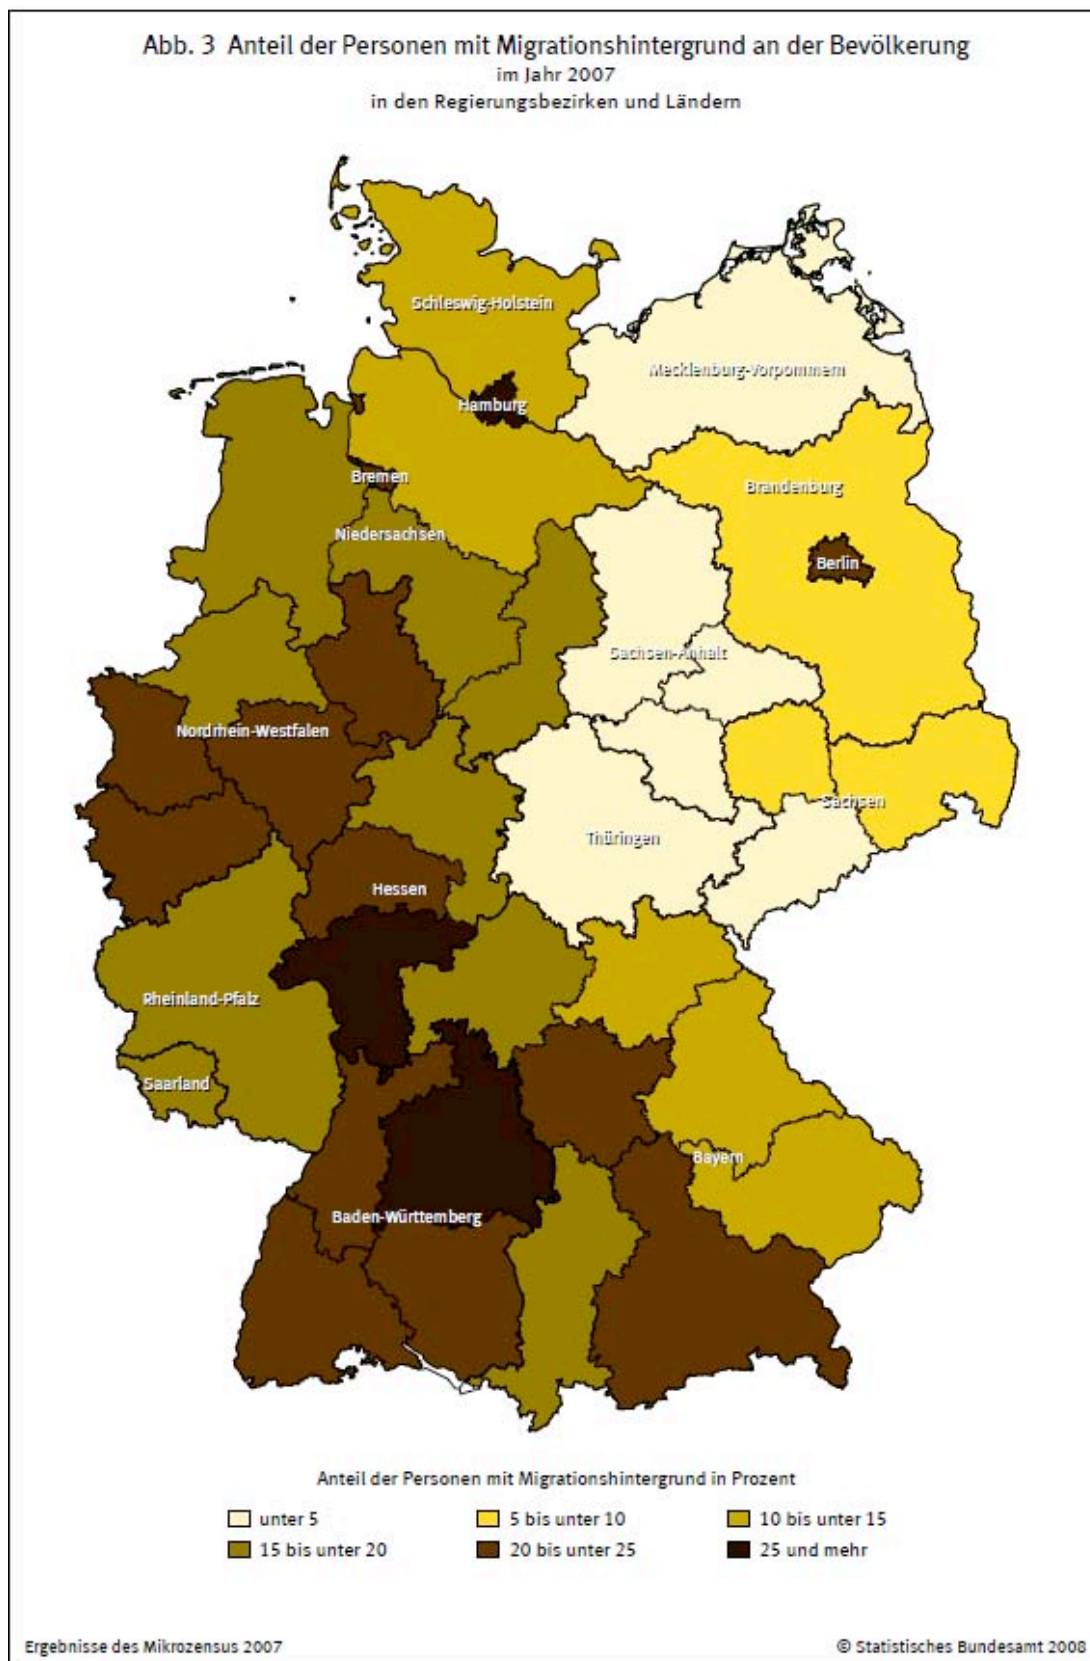 Abb. 3 Anteil der Personen mit Migrationshintergrund an der Bevölkerung
im Jahr 2007
in den Regierungsbezirken und Ländern
Schleswig-Holstein
Mecklenburg-Vorpommern
Hamburg
Bremen
Brandenburg
Niedersachsen
Berlin
Sachsen-Anhalt
Nordrhein-Westfalen
Sachsen
Thüringen
Hessen
Rheinland-Pfalz
Saarland
Bayern
Baden-Württemberg
Anteil der Personen mit Migrationshintergrund in Prozent
unter 5 5 bis unter 10 10 bis unter 15
15 bis unter 20 20 bis unter 25 25 und mehr
Ergebnisse des Mikrozensus 2007 © Statistisches Bundesamt 2008